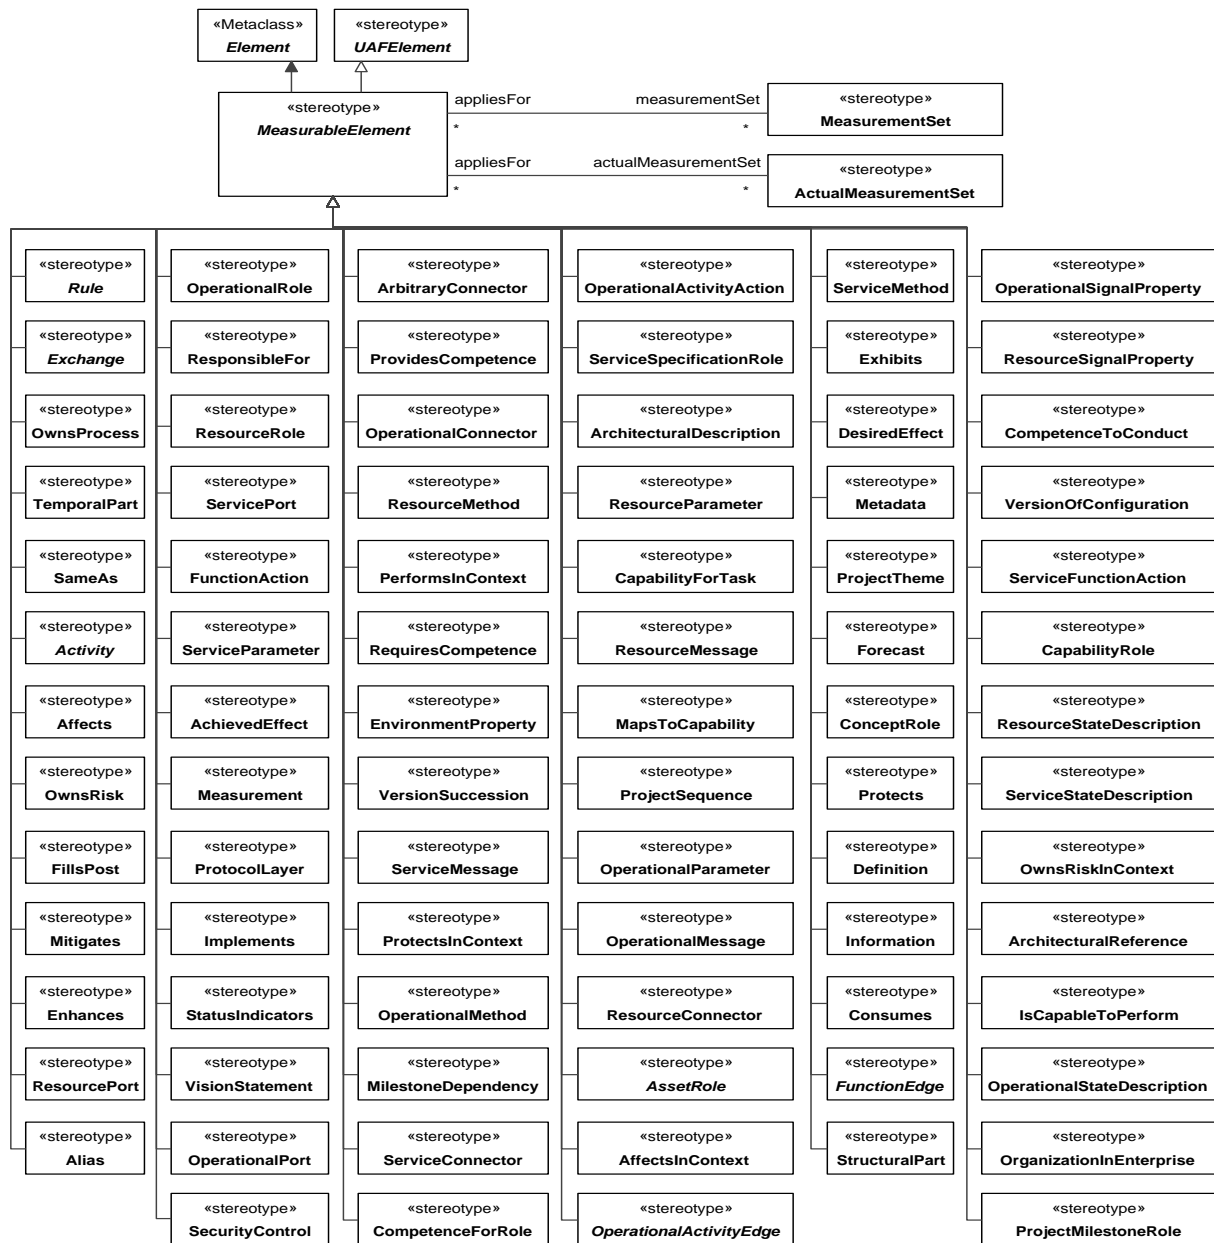 «Metaclass»
Element
«stereotype»
UAFElement
«stereotype»
MeasurableElement
appliesFor
measurementSet
*
*
«stereotype»
MeasurementSet
appliesFor
actualMeasurementSet
*
*
«stereotype»
ActualMeasurementSet
«stereotype»
Rule
«stereotype»
OperationalRole
«stereotype»
ArbitraryConnector
«stereotype»
OperationalActivityAction
«stereotype»
ServiceMethod
«stereotype»
OperationalSignalProperty
«stereotype»
Exchange
«stereotype»
ResponsibleFor
«stereotype»
ProvidesCompetence
«stereotype»
ServiceSpecificationRole
«stereotype»
Exhibits
«stereotype»
ResourceSignalProperty
«stereotype»
OwnsProcess
«stereotype»
ResourceRole
«stereotype»
OperationalConnector
«stereotype»
ArchitecturalDescription
«stereotype»
DesiredEffect
«stereotype»
CompetenceToConduct
«stereotype»
TemporalPart
«stereotype»
ServicePort
«stereotype»
ResourceMethod
«stereotype»
ResourceParameter
«stereotype»
Metadata
«stereotype»
VersionOfConfiguration
«stereotype»
SameAs
«stereotype»
FunctionAction
«stereotype»
PerformsInContext
«stereotype»
CapabilityForTask
«stereotype»
ProjectTheme
«stereotype»
ServiceFunctionAction
«stereotype»
Activity
«stereotype»
ServiceParameter
«stereotype»
RequiresCompetence
«stereotype»
ResourceMessage
«stereotype»
Forecast
«stereotype»
CapabilityRole
«stereotype»
Affects
«stereotype»
AchievedEffect
«stereotype»
EnvironmentProperty
«stereotype»
MapsToCapability
«stereotype»
ConceptRole
«stereotype»
ResourceStateDescription
«stereotype»
OwnsRisk
«stereotype»
Measurement
«stereotype»
VersionSuccession
«stereotype»
ProjectSequence
«stereotype»
Protects
«stereotype»
ServiceStateDescription
«stereotype»
FillsPost
«stereotype»
ProtocolLayer
«stereotype»
ServiceMessage
«stereotype»
OperationalParameter
«stereotype»
Definition
«stereotype»
OwnsRiskInContext
«stereotype»
Mitigates
«stereotype»
Implements
«stereotype»
ProtectsInContext
«stereotype»
OperationalMessage
«stereotype»
Information
«stereotype»
ArchitecturalReference
«stereotype»
Enhances
«stereotype»
StatusIndicators
«stereotype»
OperationalMethod
«stereotype»
ResourceConnector
«stereotype»
Consumes
«stereotype»
IsCapableToPerform
«stereotype»
ResourcePort
«stereotype»
VisionStatement
«stereotype»
MilestoneDependency
«stereotype»
AssetRole
«stereotype»
FunctionEdge
«stereotype»
OperationalStateDescription
«stereotype»
Alias
«stereotype»
OperationalPort
«stereotype»
ServiceConnector
«stereotype»
AffectsInContext
«stereotype»
StructuralPart
«stereotype»
OrganizationInEnterprise
«stereotype»
SecurityControl
«stereotype»
CompetenceForRole
«stereotype»
OperationalActivityEdge
«stereotype»
ProjectMilestoneRole